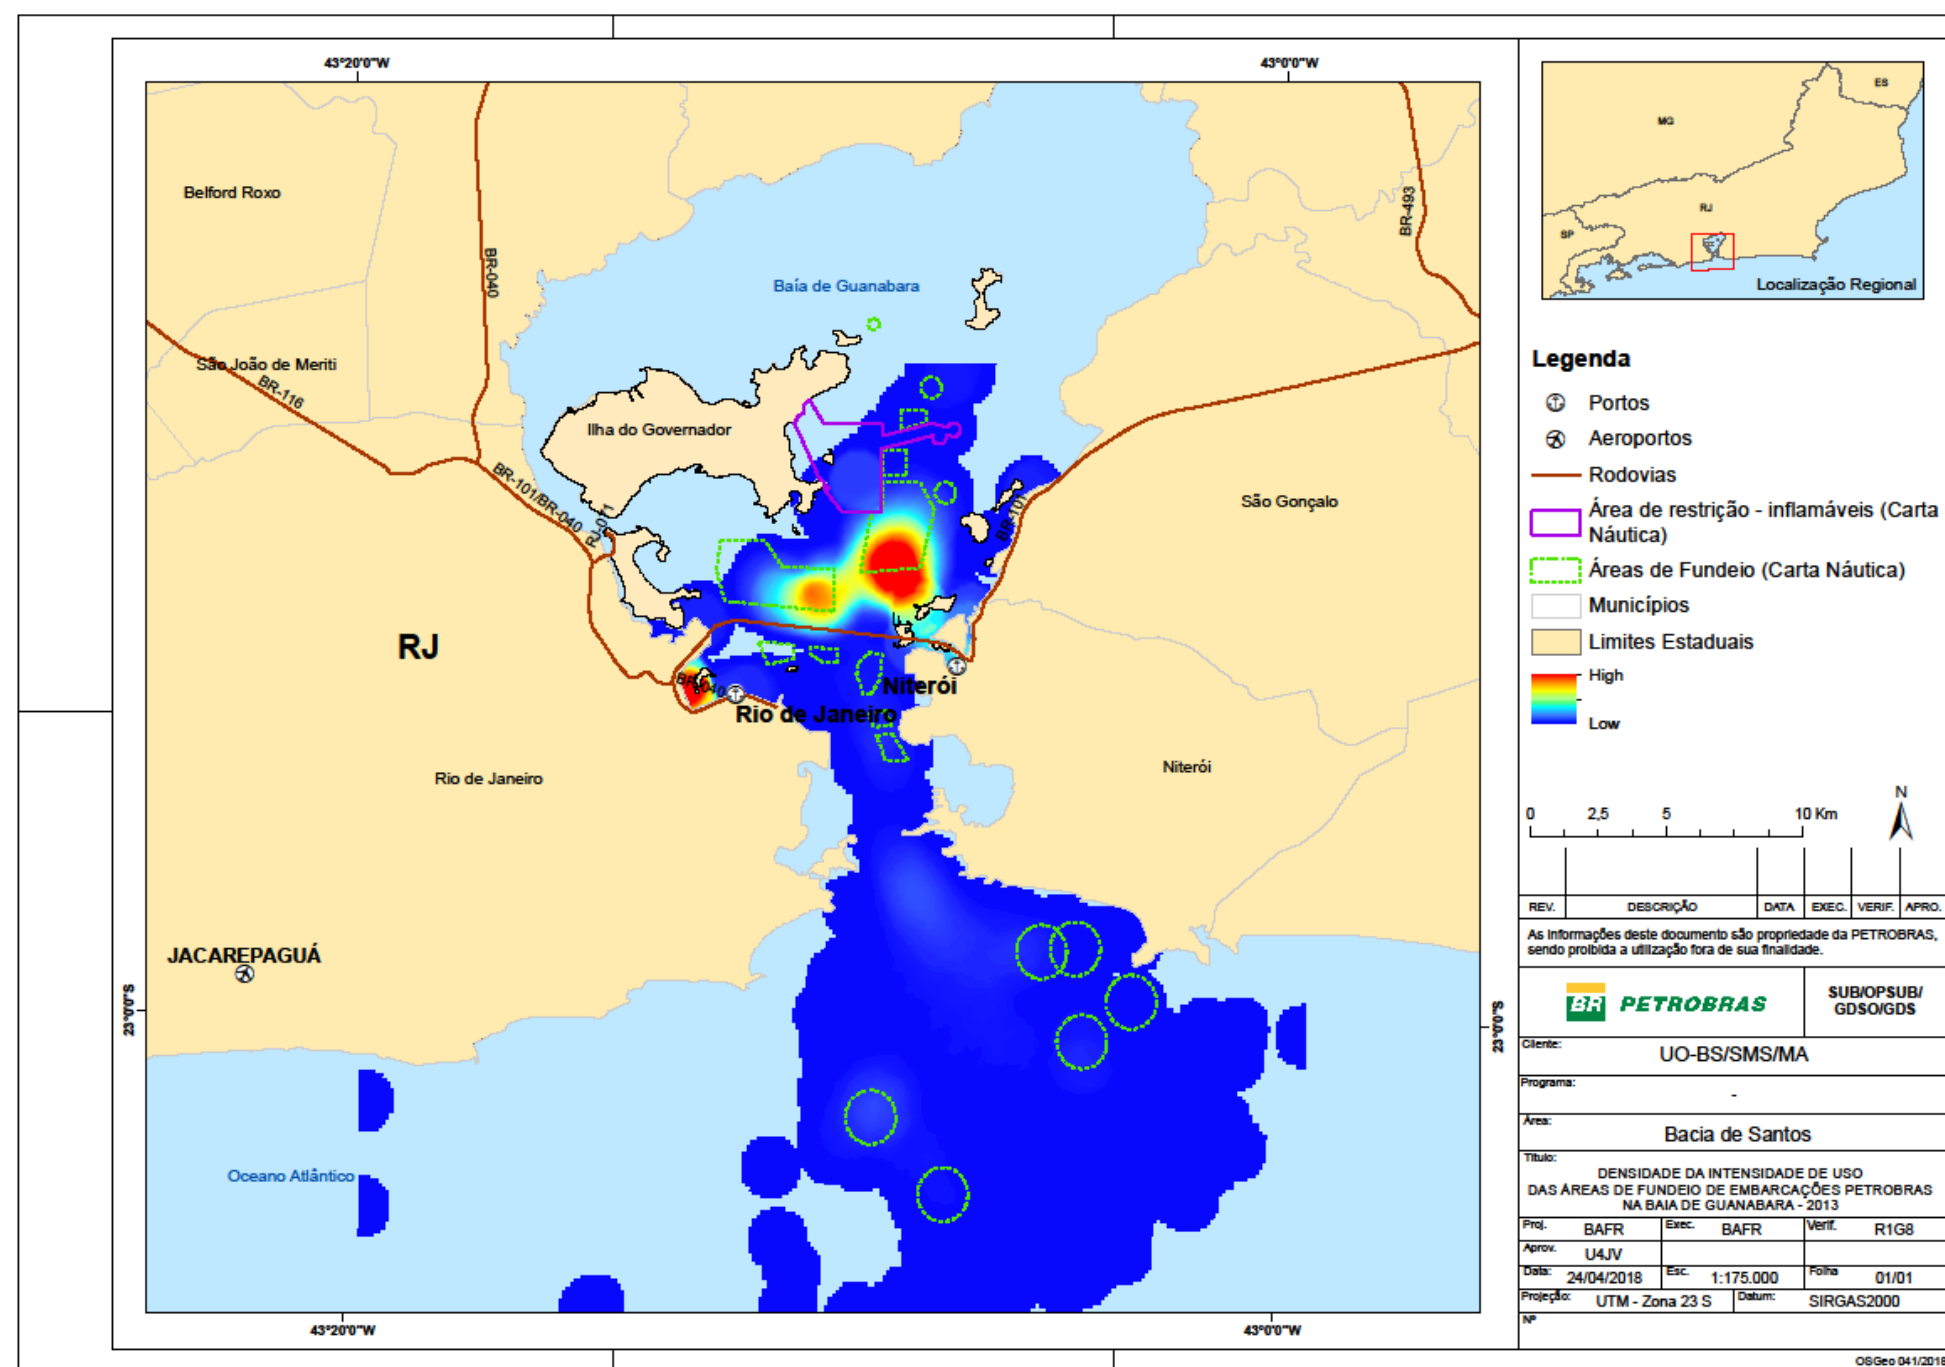 43°20'0"W
43°0'0"W
Belford Roxo
BR-040
BR-493
Baía de Guanabara
São João de Meriti
BR-116
Ilha do Governador
BR-101/BR-040
São Gonçalo
BR-101
RJ
BR-040
Niterói
Rio de Janeiro
Rio de Janeiro
Niterói
JACAREPAGUÁ
23°0'0"S
23°0'0"S
Oceano Atlântico
43°20'0"W
43°0'0"W
ES
MG
RJ
SP
Localização Regional
Legenda
Portos
Aeroportos
Rodovias
Área de restrição - inflamáveis (Carta
Náutica)
Áreas de Fundeio (Carta Náutica)
Municípios
Limites Estaduais
High
Low
N
0 2,5 5 10 Km
REV. DESCRIÇÃO DATA EXEC. VERIF. APRO.
As Informações deste documento são propriedade da PETROBRAS,
sendo proibida a utilização fora de sua finalidade.
BR PETROBRAS
SUB/OPSUB/
GDSO/GDS
Cliente:
UO-BS/SMS/MA
Programa:
-
Área:
Bacia de Santos
Título:
DENSIDADE DA INTENSIDADE DE USO
DAS ÁREAS DE FUNDEIO DE EMBARCAÇÕES PETROBRAS
NA BAIA DE GUANABARA - 2013
Proj. BAFR Exec. BAFR Verif. R1G8
Aprov. U4JV
Data: 24/04/2018 Esc. 1:175.000 Folha 01/01
Projeção: UTM - Zona 23 S Datum: SIRGAS2000
Nº
OSGeo 041/2018